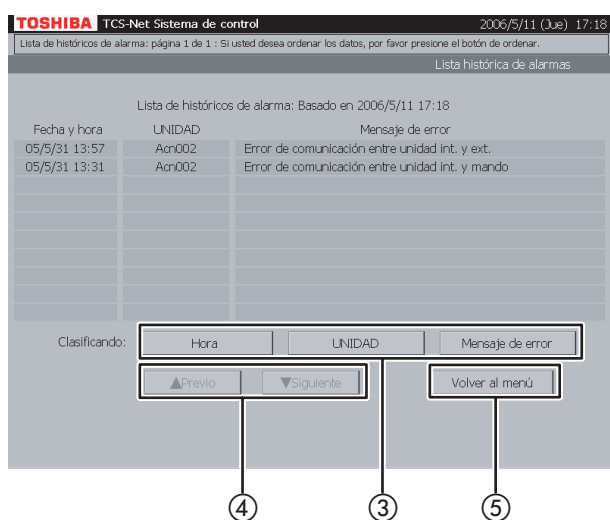 TOSHIBA TCS-Net Sistema de control 2006/5/11 (Jue) 17:18
Lista de históricos de alarma: página 1 de 1 : Si usted desea ordenar los datos, por favor presione el botón de ordenar.
Lista histórica de alarmas
Lista de históricos de alarma: Basado en 2006/5/11 17:18
Fecha y hora UNIDAD Mensaje de error
05/5/31 13:57 Acn002 Error de comunicación entre unidad int. y ext.
05/5/31 13:31 Acn002 Error de comunicación entre unidad int. y mando
Clasificando: Hora UNIDAD Mensaje de error
▲Previo ▼Siguiente Volver al menú
④ ③ ⑤